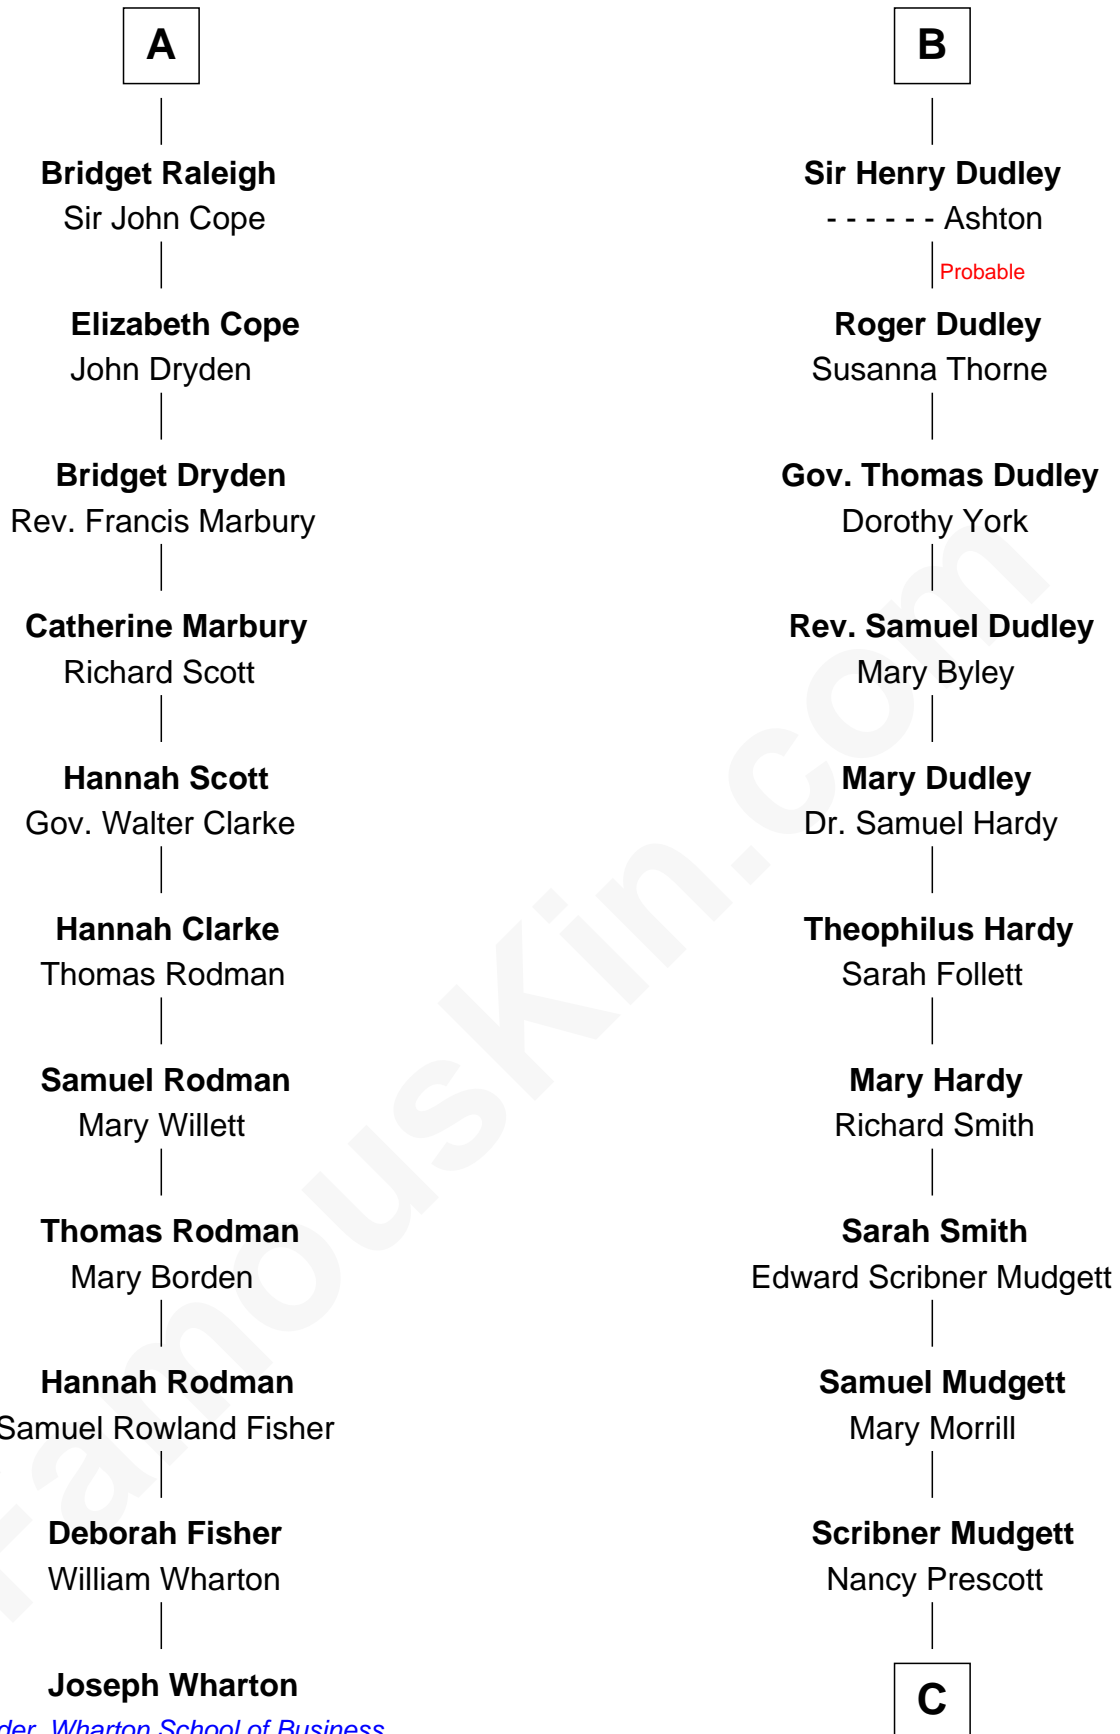 A
Bridget Raleigh
Sir John Cope
Elizabeth Cope
John Dryden
Bridget Dryden
Rev. Francis Marbury
Catherine Marbury
Richard Scott
Hannah Scott
Gov. Walter Clarke
Hannah Clarke
Thomas Rodman
Samuel Rodman
Mary Willett
Thomas Rodman
Mary Borden
Hannah Rodman
Samuel Rowland Fisher
Deborah Fisher
William Wharton
Joseph Wharton
Wharton School of Business
B
Sir Henry Dudley
- - - - - - Ashton
Probable
Roger Dudley
Susanna Thorne
Gov. Thomas Dudley
Dorothy York
Rev. Samuel Dudley
Mary Byley
Mary Dudley
Dr. Samuel Hardy
Theophilus Hardy
Sarah Follett
Mary Hardy
Richard Smith
Sarah Smith
Edward Scribner Mudgett
Samuel Mudgett
Mary Morrill
Scribner Mudgett
Nancy Prescott
C
FamousKin.com